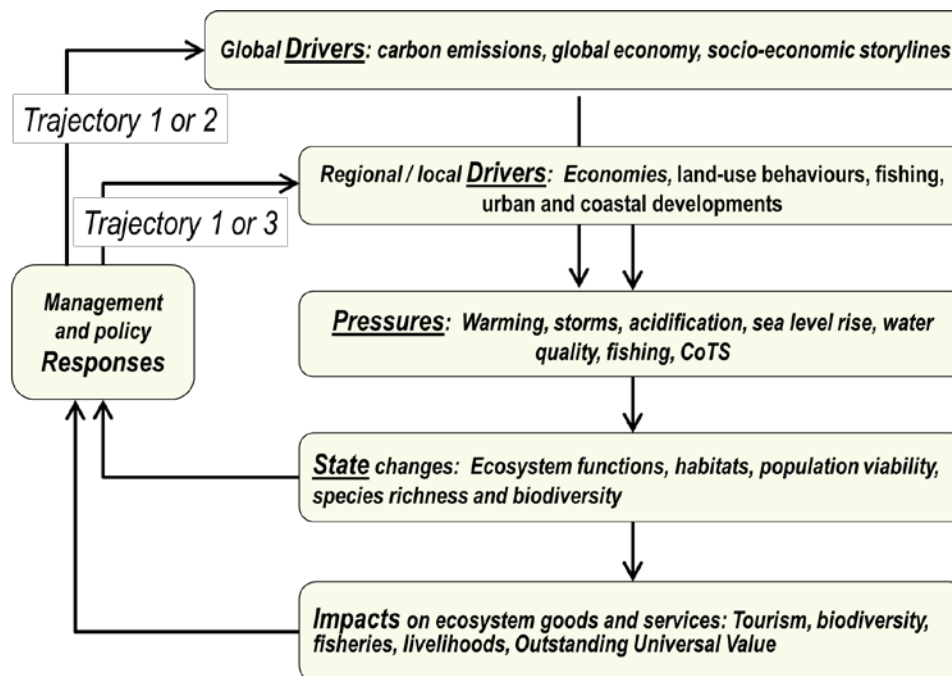 Global Drivers: carbon emissions, global economy, socio-economic storylines
Trajectory 1 or 2
Regional / local Drivers: Economies, land-use behaviours, fishing,
urban and coastal developments
Trajectory 1 or 3
Management
and policy
Responses
Pressures: Warming, storms, acidification, sea level rise, water
quality, fishing, CoTS
State changes: Ecosystem functions, habitats, population viability,
species richness and biodiversity
Impacts on ecosystem goods and services: Tourism, biodiversity,
fisheries, livelihoods, Outstanding Universal Value